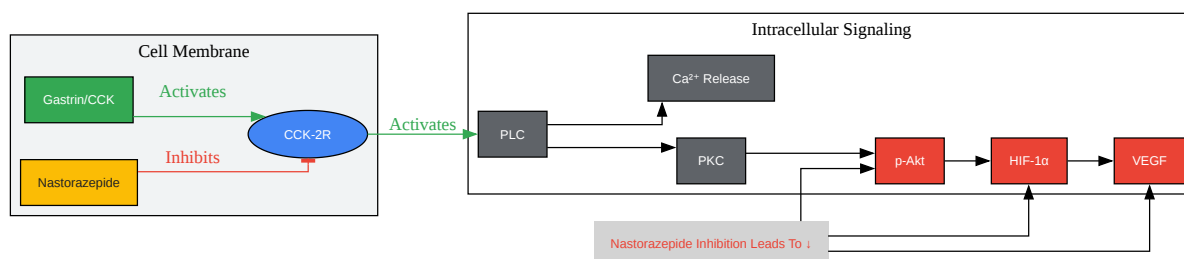 Cell Membrane
Gastrin/CCK
Activates
CCK-2R
Inhibits
Nastorazepide
Activates
Intracellular Signaling
Ca²⁺ Release
PLC
PKC
p-Akt
HIF-1α
VEGF
Nastorazepide Inhibition Leads To ↓